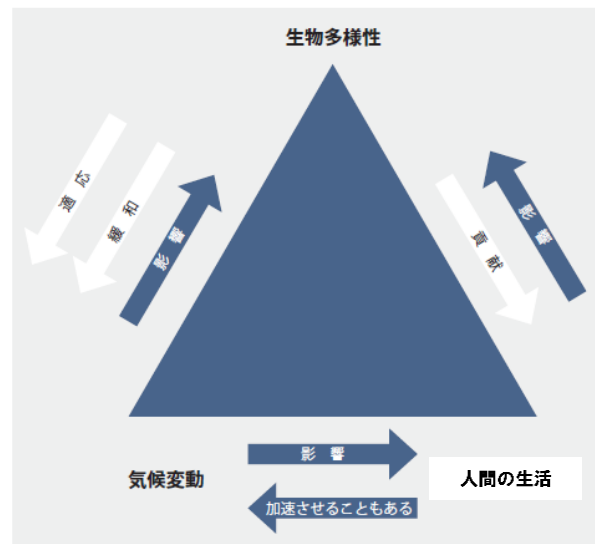 生物多様性
適応
緩和
影響
貢献
影響
影響
気候変動
人間の生活
加速させることもある